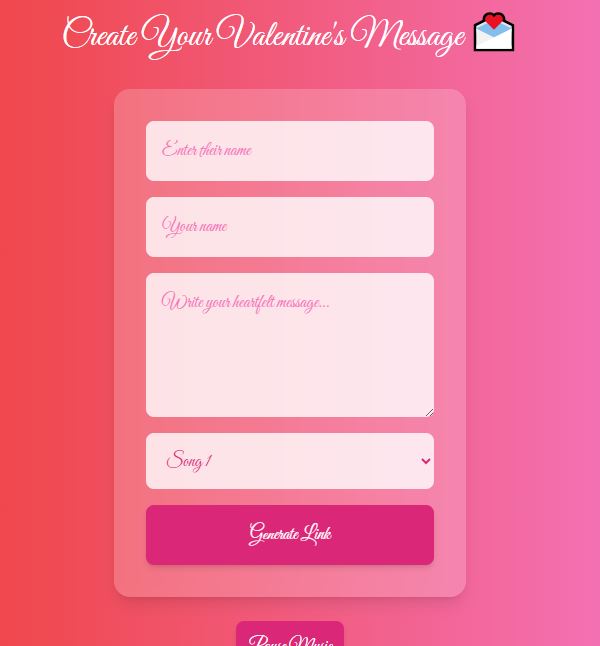 Create Your Valentine's Message
Enter their name
Your name
Write your heartfelt message...
Song 1
Generate Link
Pause Music